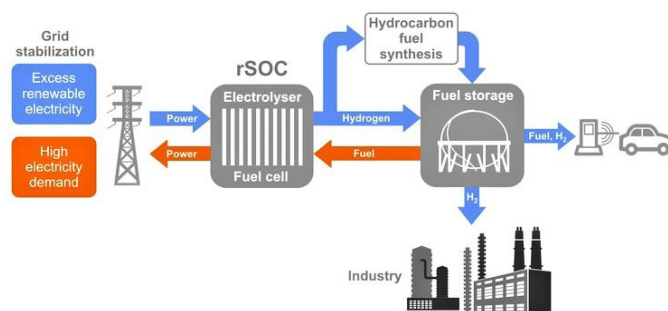 Grid
stabilization
Excess
renewable
electricity
High
electricity
demand
Power
Power
rSOC
Electrolyser
Fuel cell
Hydrocarbon
fuel
synthesis
Hydrogen
Fuel
Fuel storage
Fuel, H₂
H₂
Industry